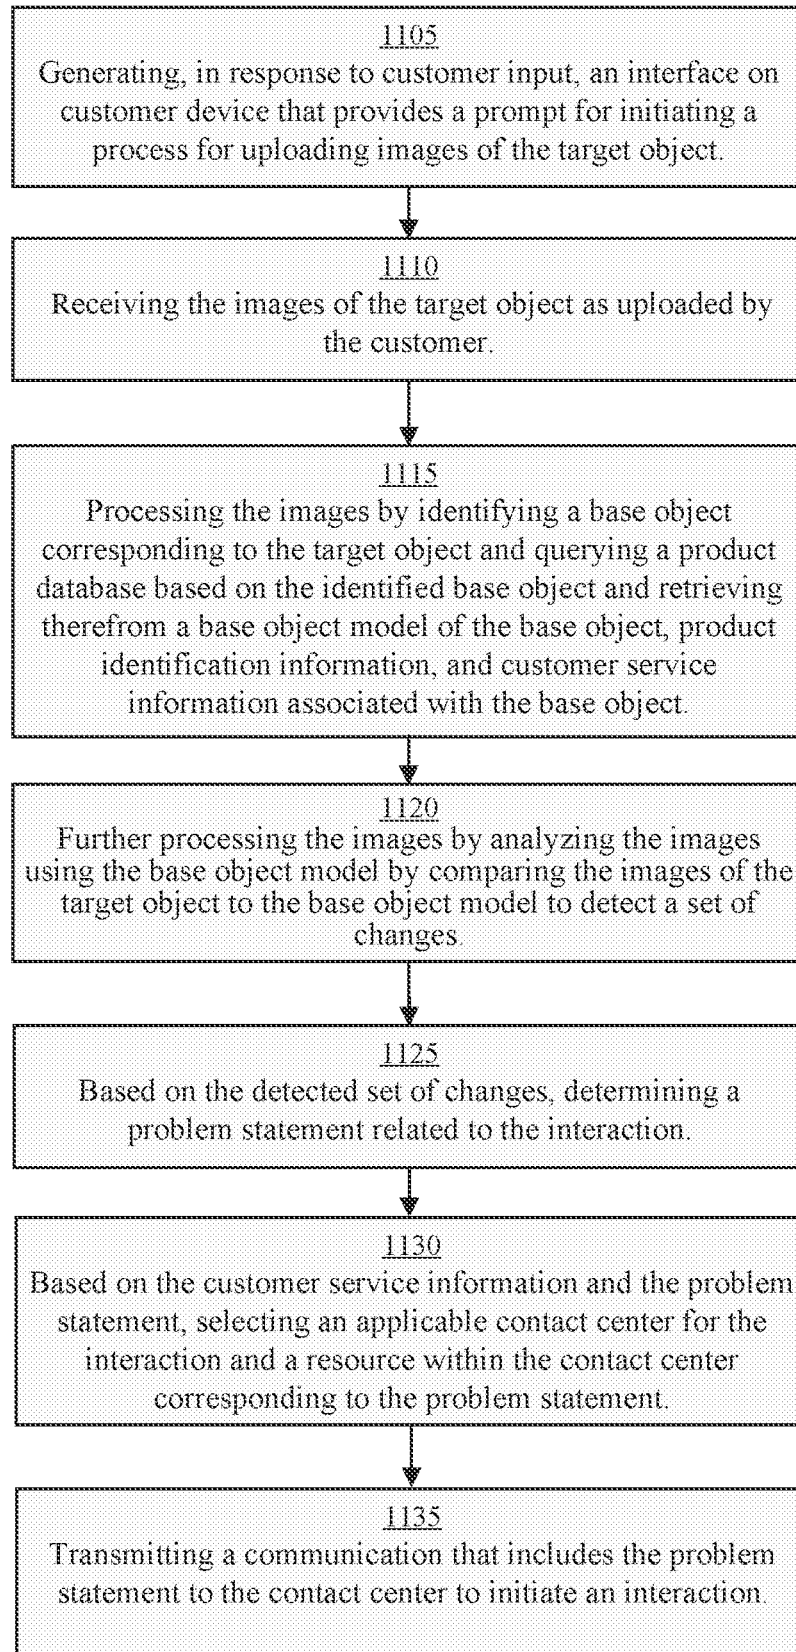 1105
Generating, in response to customer input, an interface on
customer device that provides a prompt for initiating a
process for uploading images of the target object.
1110
Receiving the images of the target object as uploaded by
the customer.
1115
Processing the images by identifying a base object
corresponding to the target object and querying a product
database based on the identified base object and retrieving
therefrom a base object model of the base object, product
identification information, and customer service
information associated with the base object.
1120
Further processing the images by analyzing the images
using the base object model by comparing the images of the
target object to the base object model to detect a set of
changes.
1125
Based on the detected set of changes, determining a
problem statement related to the interaction.
1130
Based on the customer service information and the problem
statement, selecting an applicable contact center for the
interaction and a resource within the contact center
corresponding to the problem statement.
1135
Transmitting a communication that includes the problem
statement to the contact center to initiate an interaction.